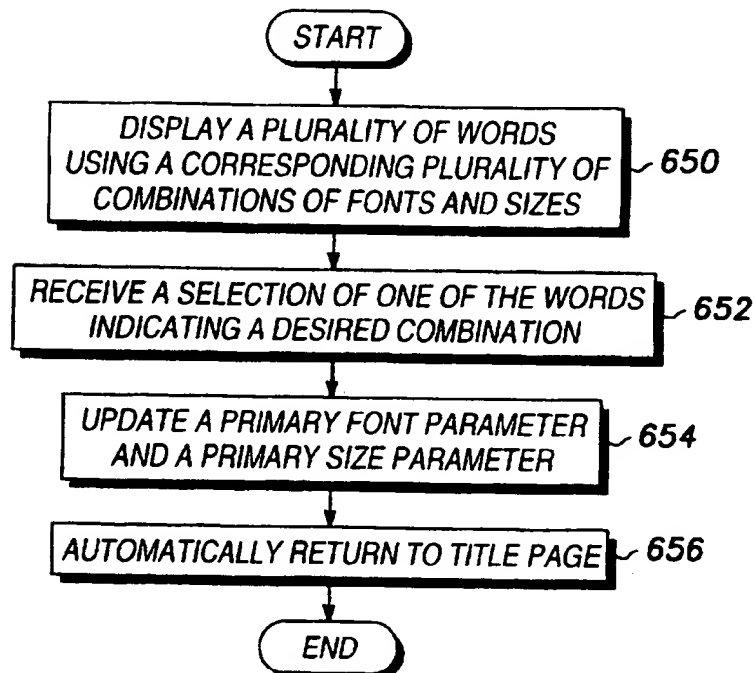 START
DISPLAY A PLURALITY OF WORDS
USING A CORRESPONDING PLURALITY OF
COMBINATIONS OF FONTS AND SIZES
650
RECEIVE A SELECTION OF ONE OF THE WORDS
INDICATING A DESIRED COMBINATION
652
UPDATE A PRIMARY FONT PARAMETER
AND A PRIMARY SIZE PARAMETER
654
AUTOMATICALLY RETURN TO TITLE PAGE
656
END